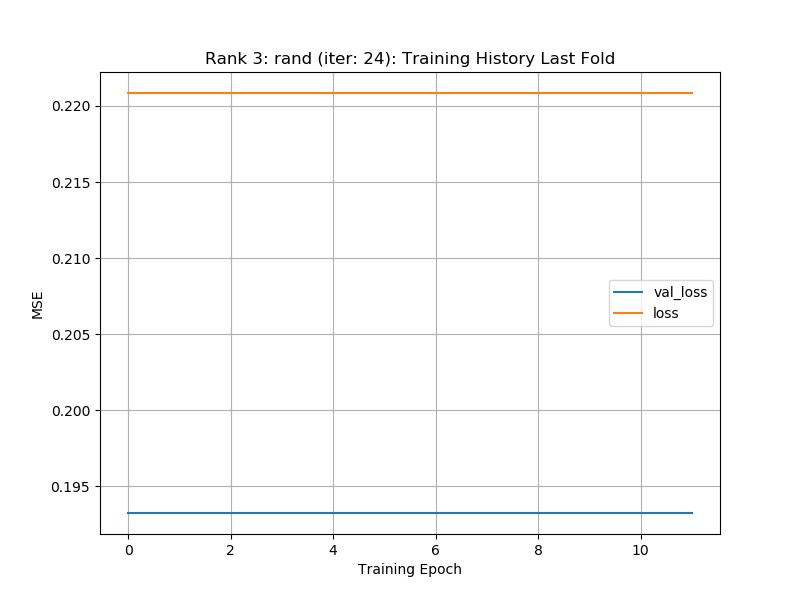 Rank 3: rand (iter: 24): Training History Last Fold
0.220
0.215
0.210
0.205
0.200
0.195
MSE
val_loss
loss
0 2 4 6 8 10
Training Epoch